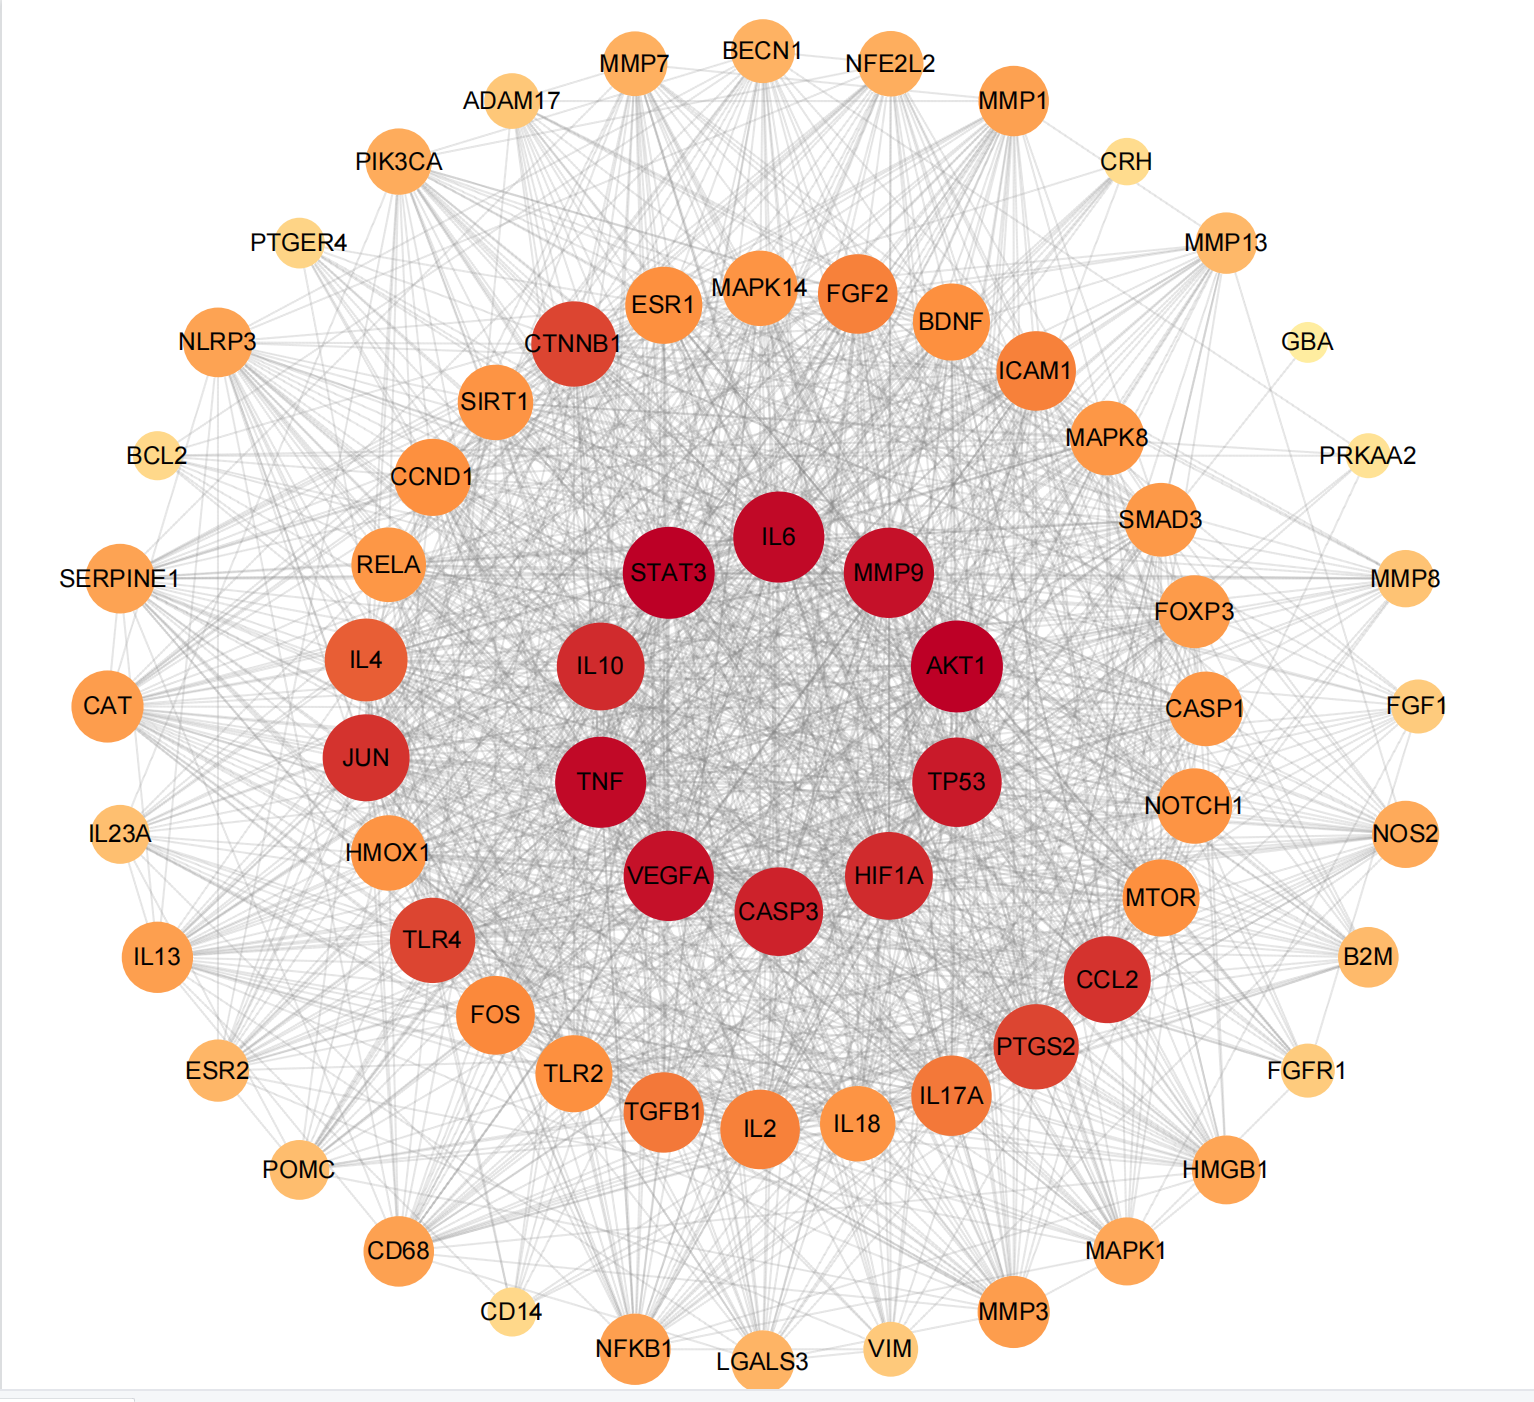 BECN1
MMP7
NFE2L2
ADAM17
MMP1
PIK3CA
CRH
PTGER4
MMP13
MAPK14
FGF2
ESR1
BDNF
NLRP3
CTNNB1
GBA
ICAM1
SIRT1
MAPK8
BCL2
PRKAA2
CCND1
SMAD3
IL6
RELA
STAT3
MMP9
SERPINE1
MMP8
FOXP3
IL4
IL10
AKT1
CAT
CASP1
FGF1
JUN
TNF
TP53
NOTCH1
IL23A
NOS2
HMOX1
VEGFA
HIF1A
MTOR
CASP3
TLR4
IL13
B2M
CCL2
FOS
PTGS2
ESR2
TLR2
FGFR1
IL17A
TGFB1
IL2
IL18
POMC
HMGB1
CD68
MAPK1
CD14
MMP3
NFKB1
LGALS3
VIM